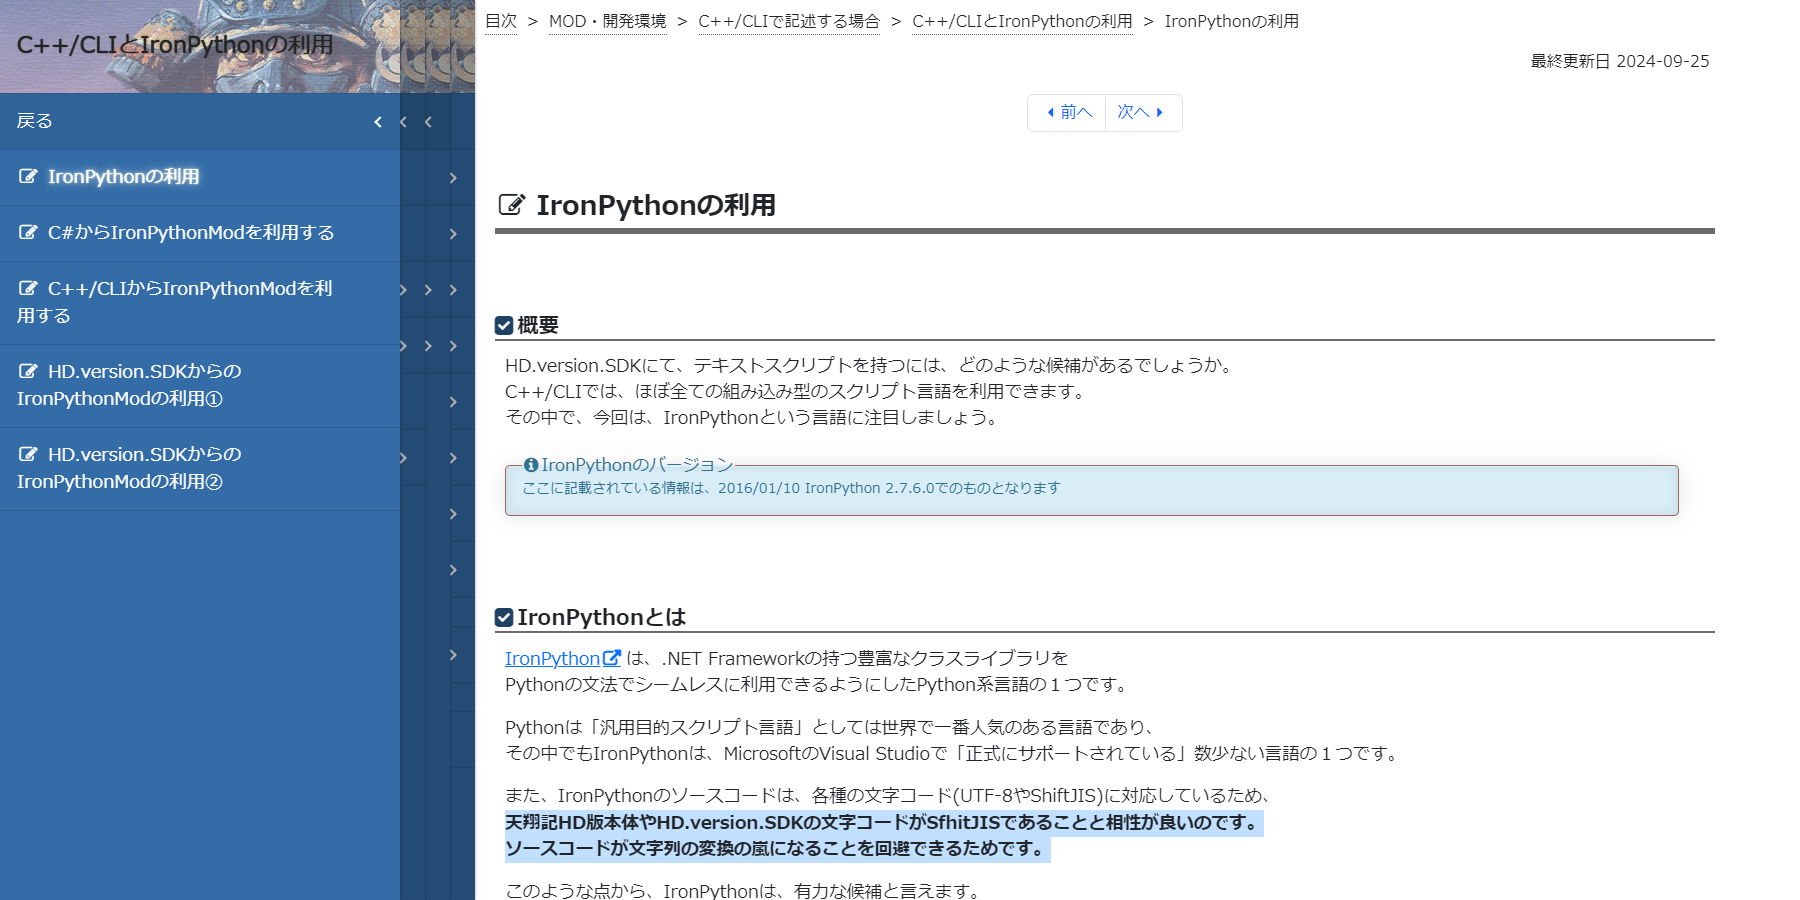 C++/CLIとIronPythonの利用
戻る
IronPythonの利用
C#からIronPythonModを利用する
C++/CLIからIronPythonModを利
用する
HD.version.SDKからの
IronPythonModの利用①
HD.version.SDKからの
IronPythonModの利用②
目次 > MOD・開発環境 > C++/CLIで記述する場合 > C++/CLIとIronPythonの利用 > IronPythonの利用
最終更新日 2024-09-25
前へ 次へ
IronPythonの利用
概要
HD.version.SDKにて、テキストスクリプトを持つには、どのような候補があるでしょうか。
C++/CLIでは、ほぼ全ての組み込み型のスクリプト言語を利用できます。
その中で、今回は、IronPythonという言語に注目しましょう。
IronPythonのバージョン
ここに記載されている情報は、2016/01/10 IronPython 2.7.6.0でのものとなります
IronPythonとは
IronPython は、.NET Frameworkの持つ豊富なクラスライブラリを
Pythonの文法でシームレスに利用できるようにしたPython系言語の１つです。
Pythonは「汎用目的スクリプト言語」としては世界で一番人気のある言語であり、
その中でもIronPythonは、MicrosoftのVisual Studioで「正式にサポートされている」数少ない言語の１つです。
また、IronPythonのソースコードは、各種の文字コード(UTF-8やShiftJIS)に対応しているため、
天翔記HD版本体やHD.version.SDKの文字コードがSfhitJISであることと相性が良いのです。
ソースコードが文字列の変換の嵐になることを回避できるためです。
このような点から、IronPythonは、有力な候補と言えます。